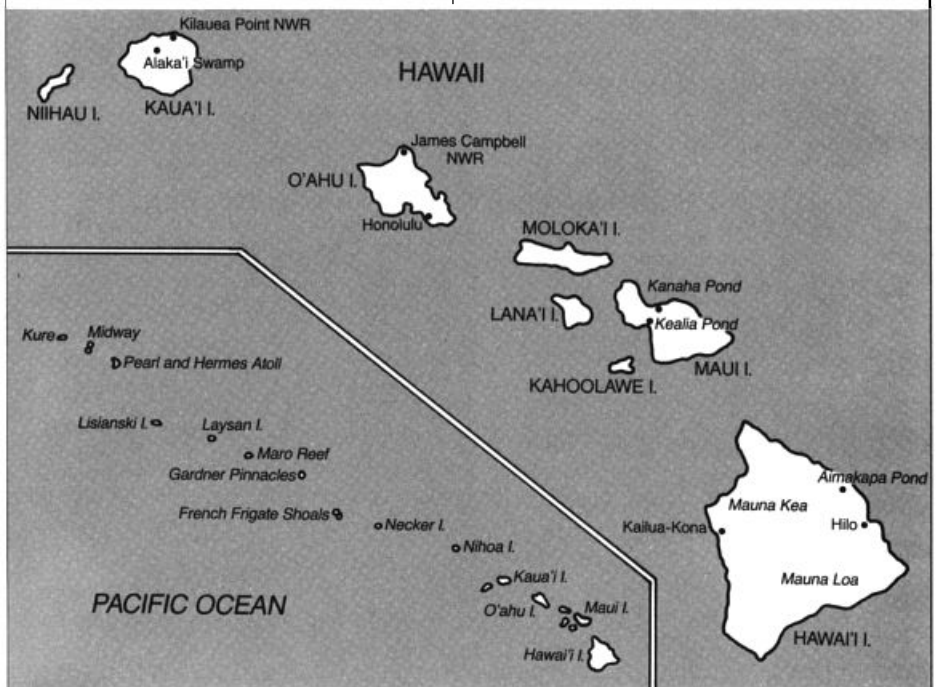 Kilauea Point NWR
Alaka'i Swamp
NIIHAU I.
KAUA'I I.
HAWAII
James Campbell
NWR
O'AHU I.
Honolulu
MOLOKA'I I.
Kanaha Pond
LANA'I I.
Kealia Pond
MAUI I.
KAHOOLAWE I.
Kure
Midway
Pearl and Hermes Atoll
Lisianski I.
Laysan I.
Maro Reef
Gardner Pinnacles
French Frigate Shoals
Necker I.
Nihoa I.
Kaua'i I.
O'ahu I.
Maui I.
Hawai'i I.
PACIFIC OCEAN
Aimakapa Pond
Mauna Kea
Kailua-Kona
Hilo
Mauna Loa
HAWAI'I I.